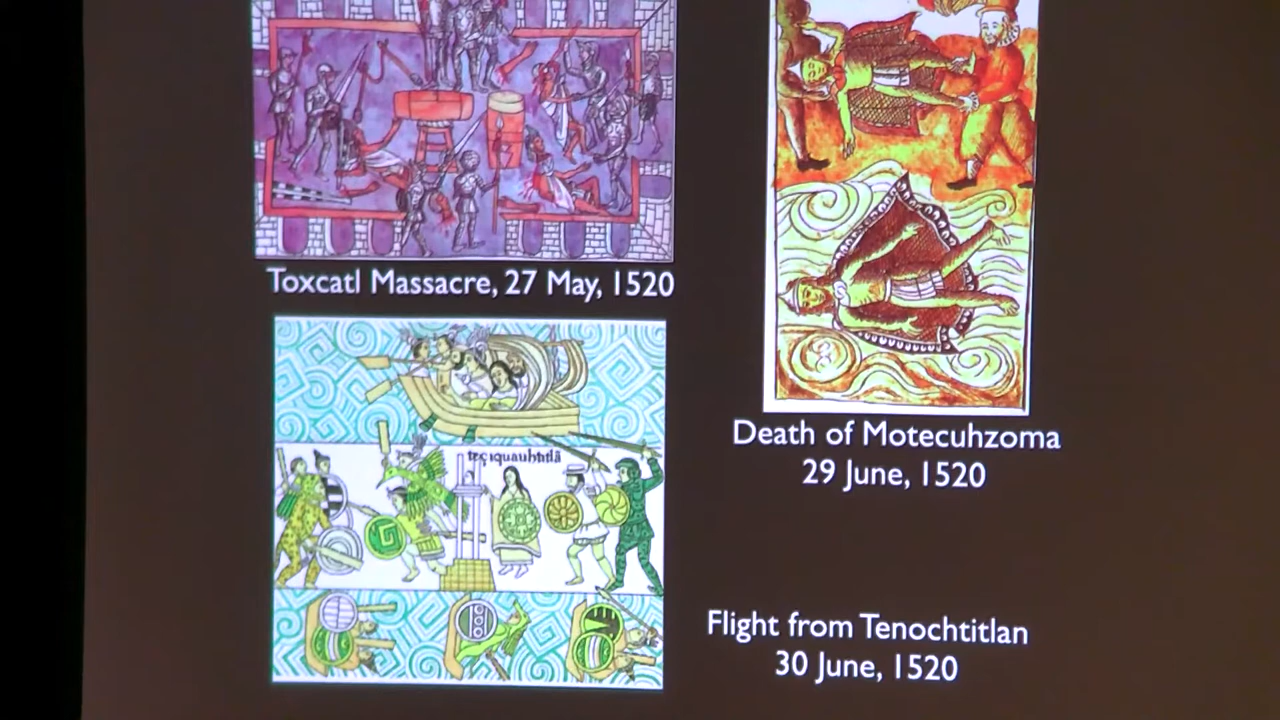 Toxcatl Massacre, 27 May, 1520
Death of Motecuhzoma
29 June, 1520
Flight from Tenochtitlan
30 June, 1520